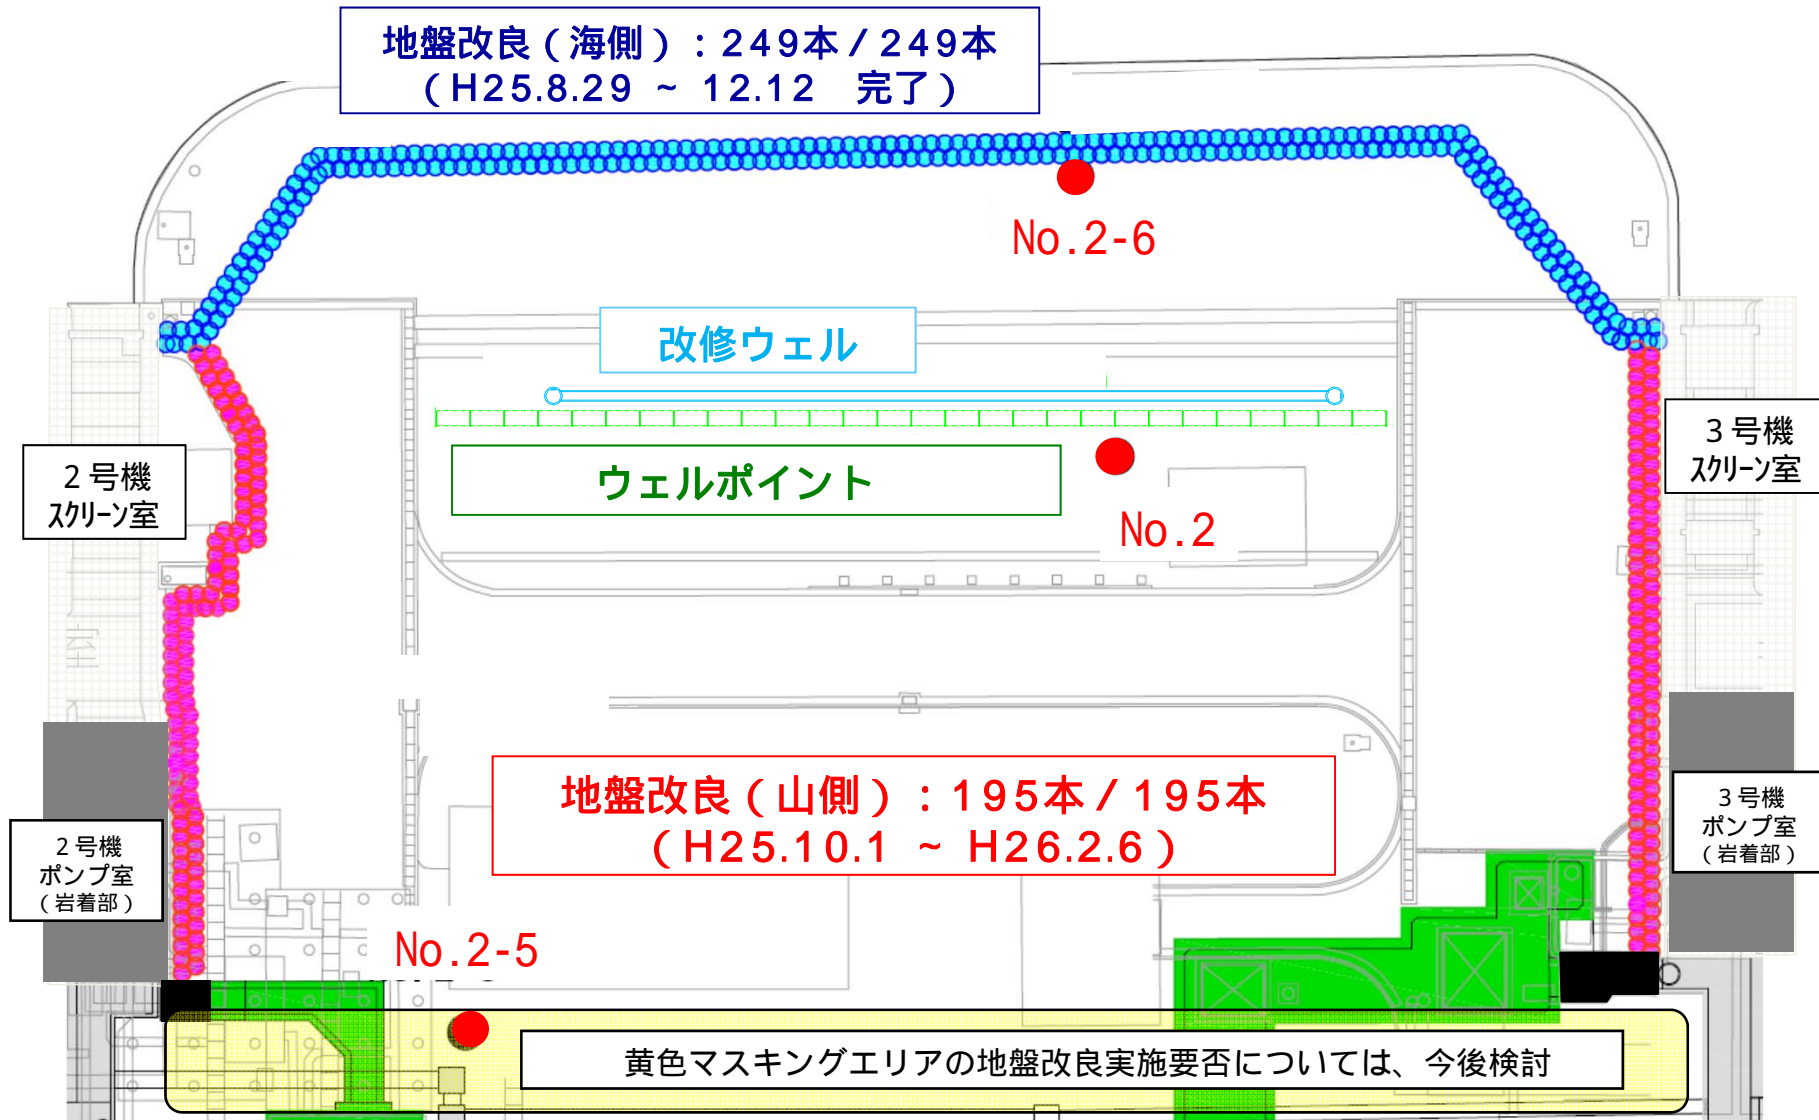 地盤改良（海側）：249本／249本
（H25.8.29 ～ 12.12　完了）
No.2-6
改修ウェル
ウェルポイント
No.2
２号機
スクリーン室
３号機
スクリーン室
地盤改良（山側）：195本／195本
（H25.10.1 ～ H26.2.6）
２号機
ポンプ室
（岩着部）
３号機
ポンプ室
（岩着部）
No.2-5
黄色マスキングエリアの地盤改良実施要否については、今後検討